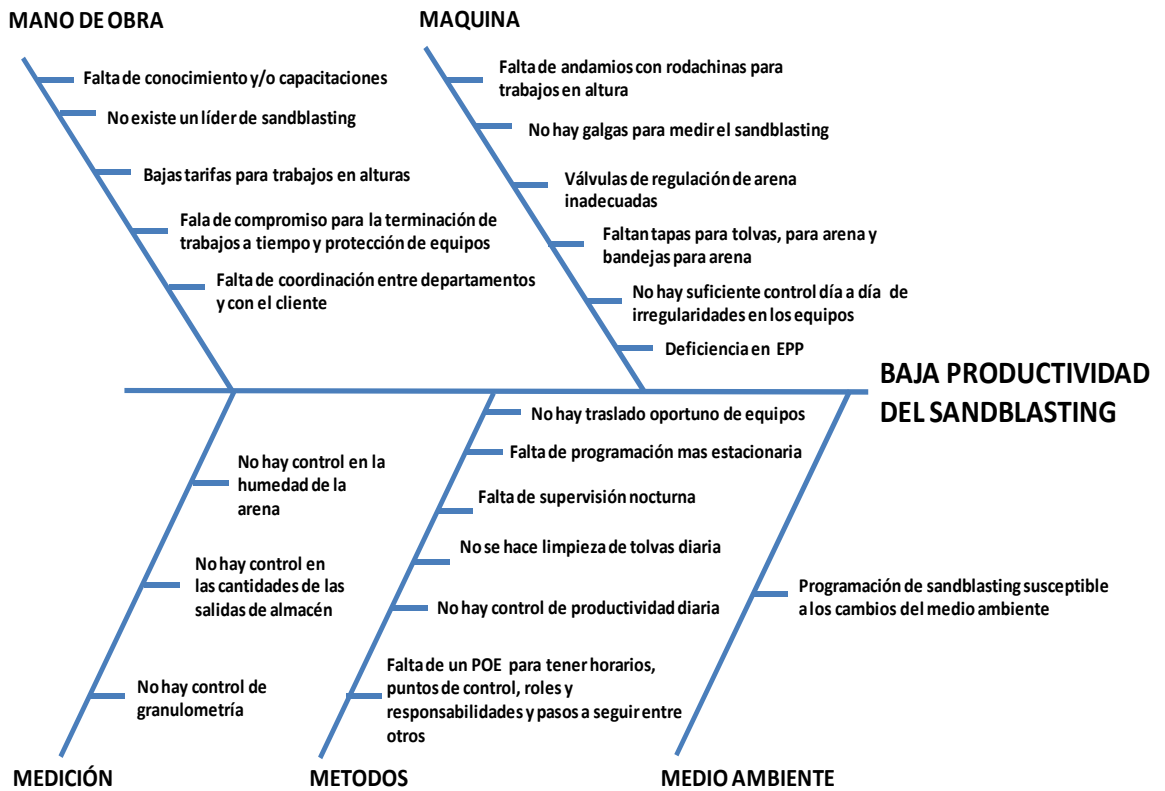 MANO DE OBRA
Falta de conocimiento y/o capacitaciones
No existe un líder de sandblasting
Bajas tarifas para trabajos en alturas
Fala de compromiso para la terminación de
trabajos a tiempo y protección de equipos
Falta de coordinación entre departamentos
y con el cliente
MAQUINA
Falta de andamios con rodachinas para
trabajos en altura
No hay galgas para medir el sandblasting
Válvulas de regulación de arena
inadecuadas
Faltan tapas para tolvas, para arena y
bandejas para arena
No hay suficiente control día a día de
irregularidades en los equipos
Deficiencia en EPP
BAJA PRODUCTIVIDAD
DEL SANDBLASTING
No hay control en la
humedad de la
arena
No hay control en
las cantidades de las
salidas de almacén
No hay control de
granulometría
MEDICIÓN
No hay traslado oportuno de equipos
Falta de programación mas estacionaria
Falta de supervisión nocturna
No se hace limpieza de tolvas diaria
No hay control de productividad diaria
Falta de un POE para tener horarios,
puntos de control, roles y
responsabilidades y pasos a seguir entre
otros
METODOS
Programación de sandblasting susceptible
a los cambios del medio ambiente
MEDIO AMBIENTE